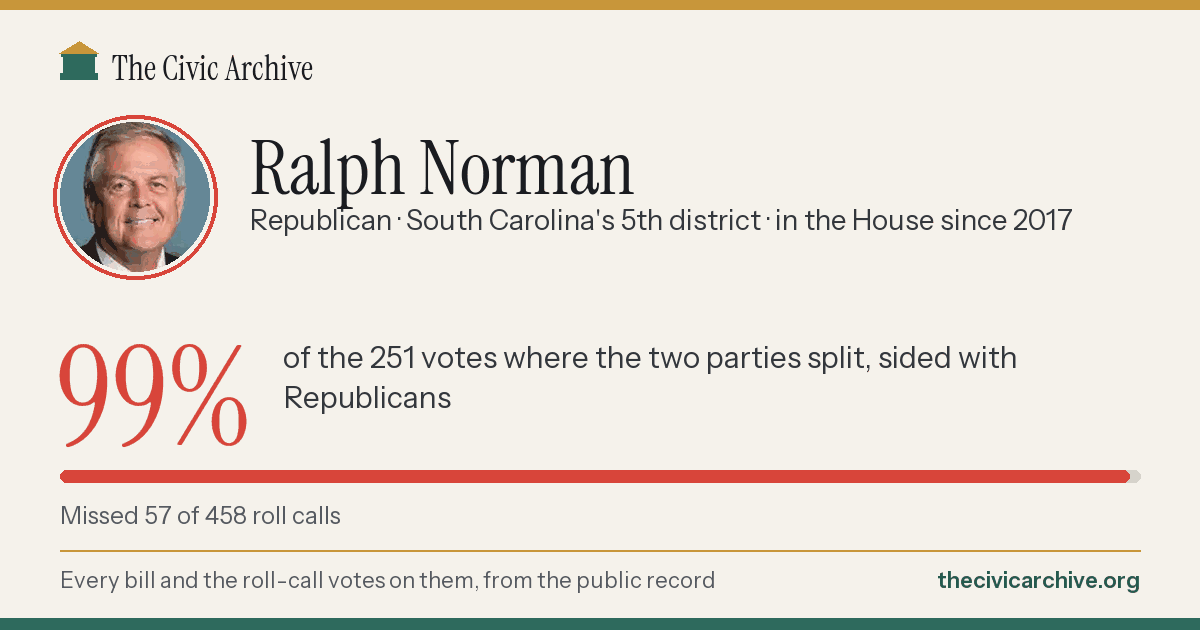 The Civic Archive
Ralph Norman
Republican · South Carolina's 5th district · in the House since 2017
99%
of the 251 votes where the two parties split, sided with
Republicans
Missed 57 of 458 roll calls
Every bill and the roll-call votes on them, from the public record
thecivicarchive.org